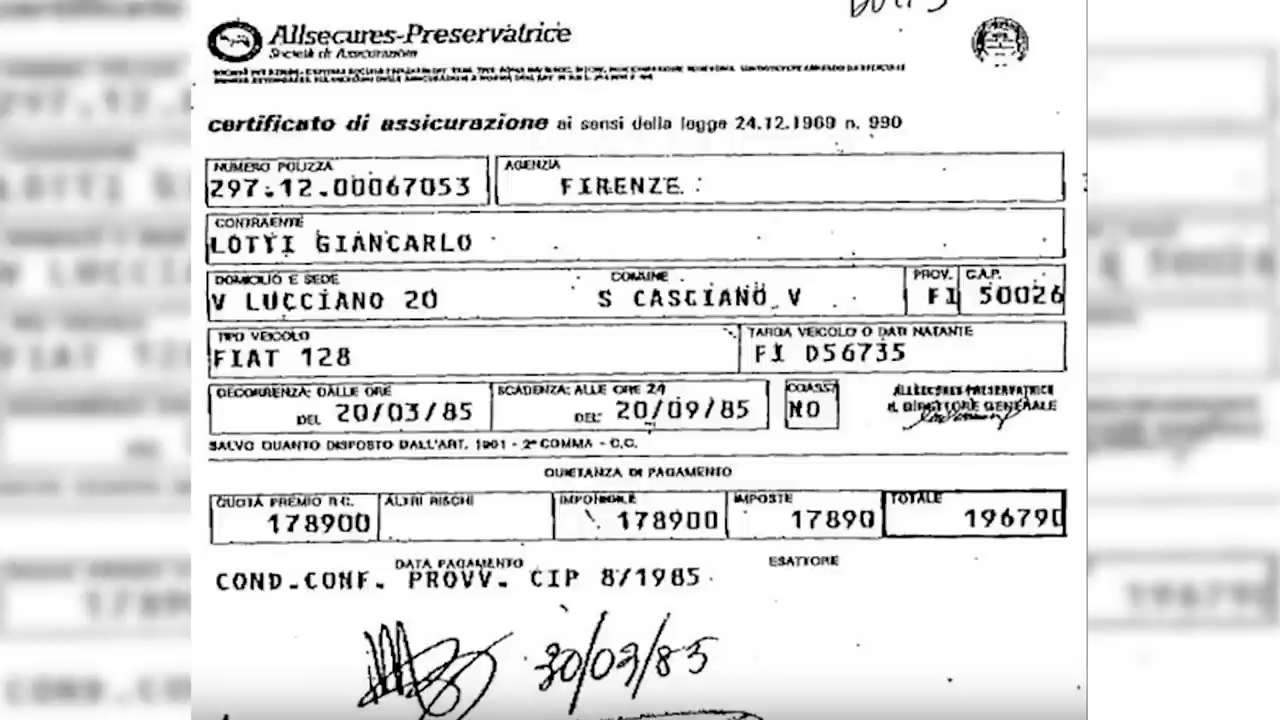 Allsecures-Preservatrice
Società di Assicurazioni
certificato di assicurazione ai sensi della legge 24.12.1969 n. 990
NUMERO POLIZZA
297.12.00067053
AGENZIA
FIRENZE
CONTRAENTE
LOTTI GIANCARLO
DOMICILIO E SEDE
V LUCCIANO 20
COMUNE
S CASCIANO V
PROV.
FI
C.A.P.
50026
TIPO VEICOLO
FIAT 128
TARGA VEICOLO O DATI NATANTE
FI D56735
DECORRENZA: DALLE ORE
DEL 20/03/85
SCADENZA: ALLE ORE 24
DEL 20/09/85
COASS?
NO
ALLSECURES PRESERVATRICE
IL DIRETTORE GENERALE
SALVO QUANTO DISPOSTO DALL'ART. 1901 - 2° COMMA - C.C.
QUIETANZA DI PAGAMENTO
QUOTA PREMIO R.C.
178900
ALTRI RISCHI
IMPONIBILE
178900
IMPOSTE
17890
TOTALE
196790
DATA PAGAMENTO
ESATTORE
COND.CONF. PROVV. CIP 8/1985
30/03/85